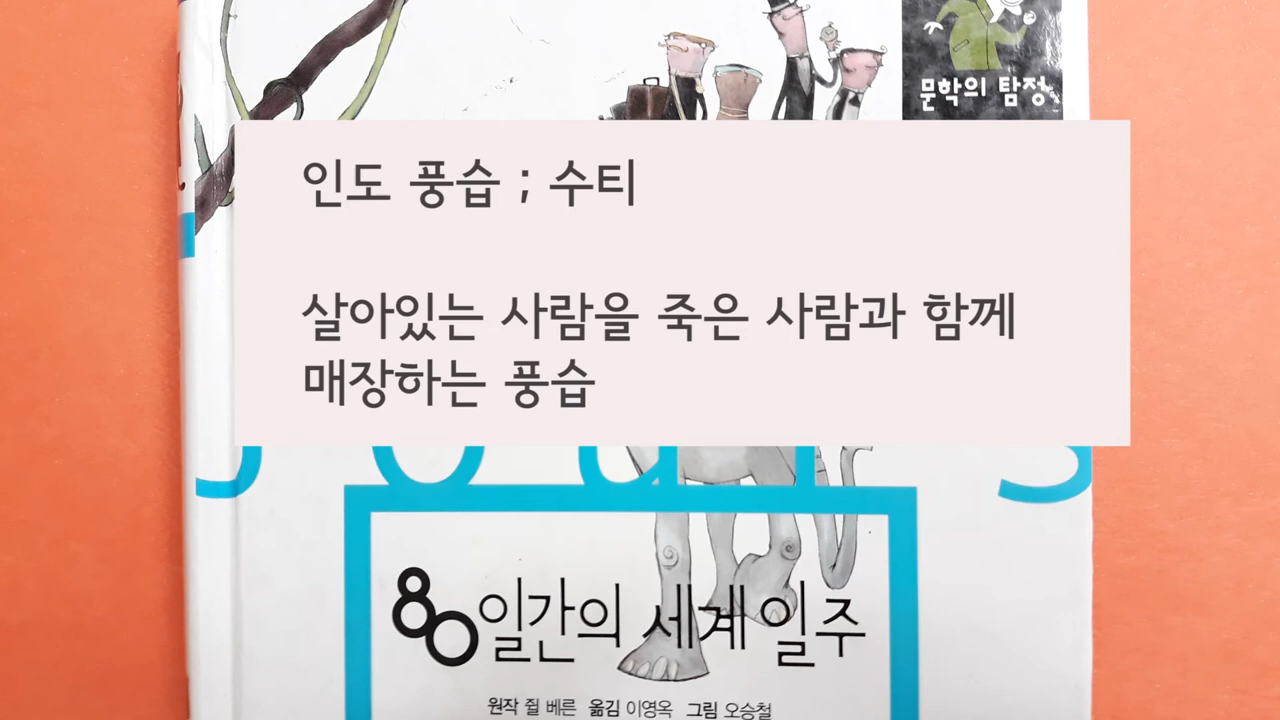 문학의 탐정
인도 풍습 ; 수티
살아있는 사람을 죽은 사람과 함께
매장하는 풍습
80일간의 세계 일주
원작 쥘 베른 옮김 이영옥 그림 오승철